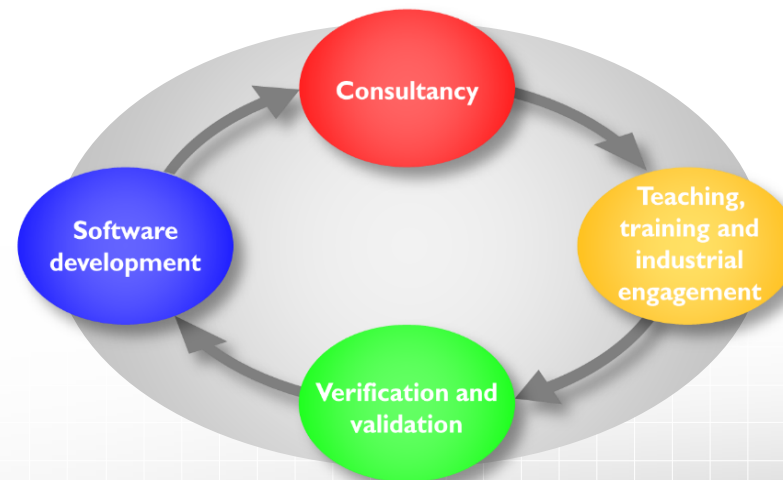 Consultancy
Teaching,
training and
industrial
engagement
Software
development
Verification and
validation